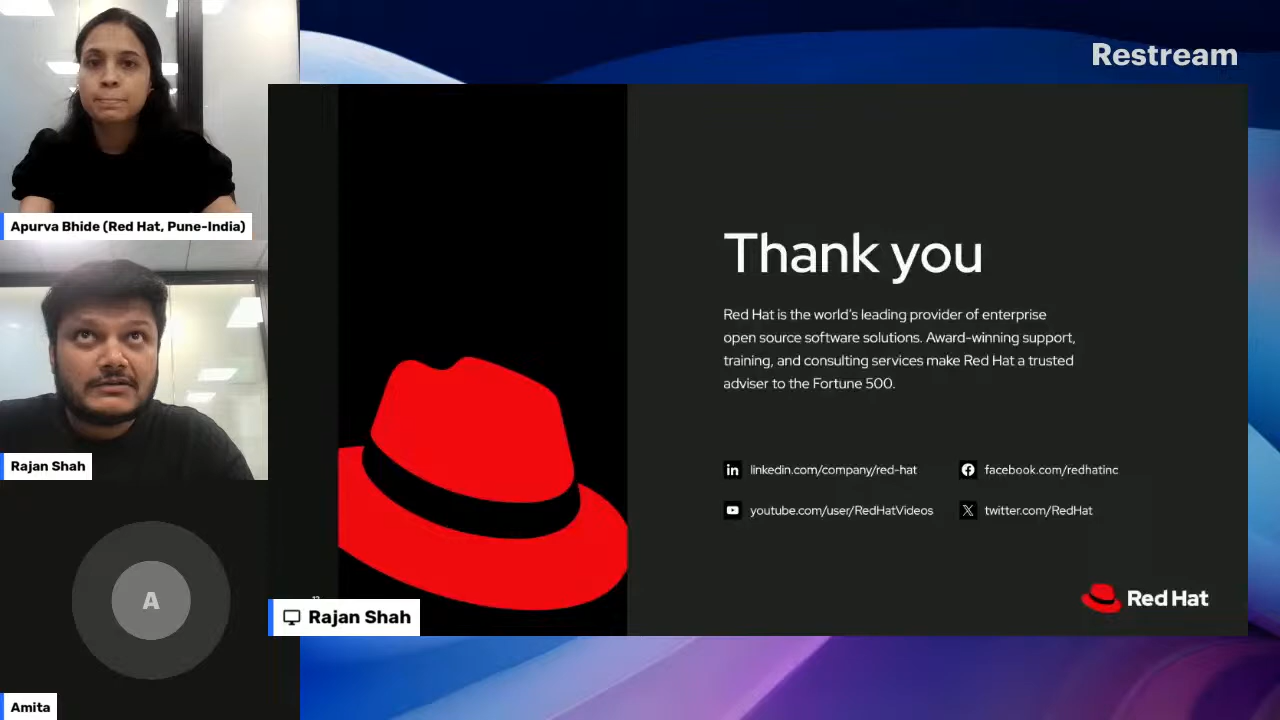 Restream
Apurva Bhide (Red Hat, Pune-India)
Rajan Shah
A
Amita
Thank you
Red Hat is the world's leading provider of enterprise
open source software solutions. Award-winning support,
training, and consulting services make Red Hat a trusted
adviser to the Fortune 500.
in linkedin.com/company/red-hat
facebook.com/redhatinc
youtube.com/user/RedHatVideos
X twitter.com/RedHat
Rajan Shah
Red Hat